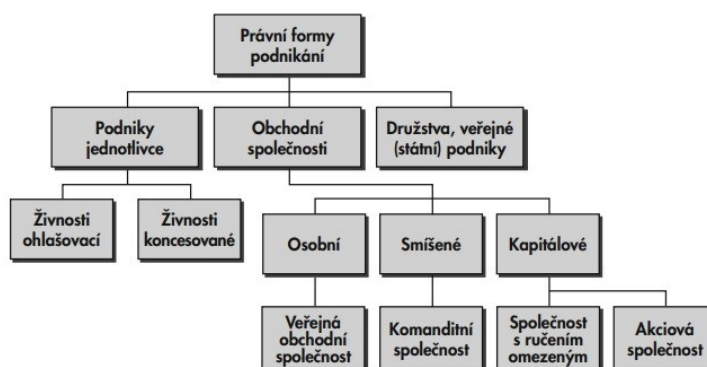 Právní formy
podnikání
Podniky
jednotlivce
Obchodní
společnosti
Družstva, veřejné
(státní) podniky
Živnosti
ohlašovací
Živnosti
koncesované
Osobní
Smíšené
Kapitálové
Veřejná
obchodní
společnost
Komanditní
společnost
Společnost
s ručením
omezeným
Akciová
společnost